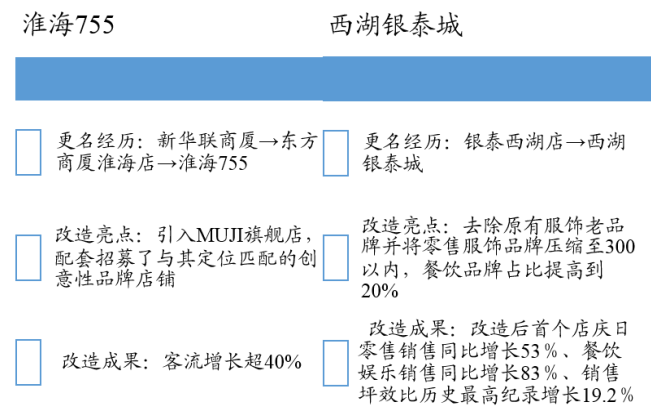 淮海755
更名经历：新华联商厦→东方
商厦淮海店→淮海755
改造亮点：引入MUJI旗舰店，
配套招募了与其定位匹配的创
意性品牌店铺
改造成果：客流增长超40%
西湖银泰城
更名经历：银泰西湖店→西湖
银泰城
改造亮点：去除原有服饰老品
牌并将零售服饰品牌压缩至300
以内，餐饮品牌占比提高到
20%
改造成果：改造后首个店庆日
零售销售同比增长53％、餐饮
娱乐销售同比增长83％、销售
坪效比历史最高纪录增长19.2％